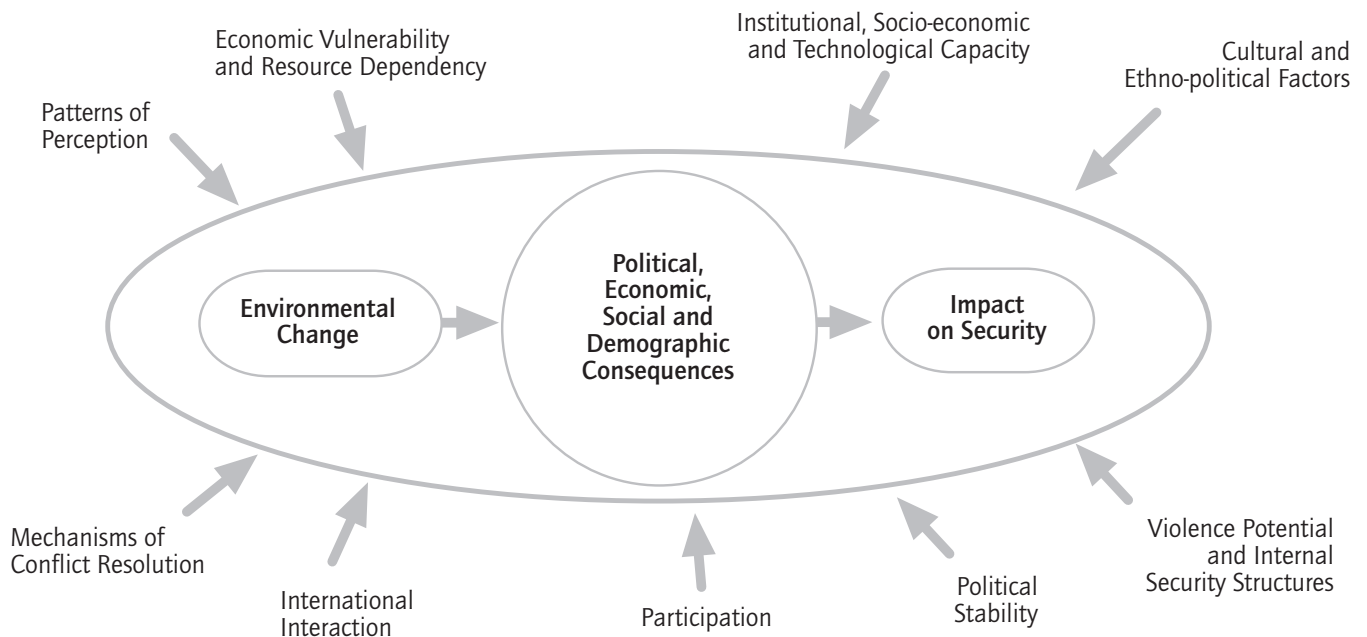 Institutional, Socio-economic
and Technological Capacity
Economic Vulnerability
and Resource Dependency
Cultural and
Ethno-political Factors
Patterns of
Perception
Political,
Economic,
Social and
Demographic
Consequences
Environmental
Change
Impact
on Security
Mechanisms of
Conflict Resolution
International
Interaction
Participation
Political
Stability
Violence Potential
and Internal
Security Structures